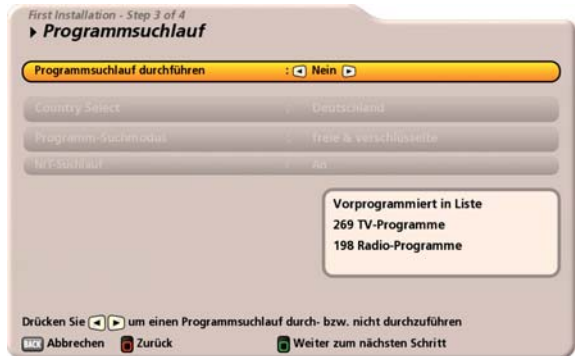 First Installation - Step 3 of 4
Programmsuchlauf
Programmsuchlauf durchführen : Nein
Country Select : Deutschland
Programm-Suchmodus : freie & verschlüsselte
NIT-Suchlauf : An
Vorprogrammiert in Liste
269 TV-Programme
198 Radio-Programme
Drücken Sie um einen Programmsuchlauf durch- bzw. nicht durchzuführen
BACK Abbrechen Zurück Weiter zum nächsten Schritt